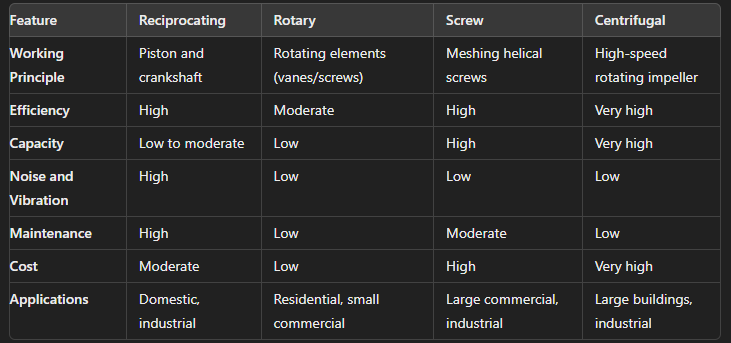 Feature Reciprocating Rotary Screw Centrifugal
Working Piston and Rotating elements Meshing helical High-speed
Principle crankshaft (vanes/screws) screws rotating impeller
Efficiency High Moderate High Very high
Capacity Low to moderate Low High Very high
Noise and High Low Low Low
Vibration
Maintenance High Low Moderate Low
Cost Moderate Low High Very high
Applications Domestic, Residential, small Large commercial, Large buildings,
industrial commercial industrial industrial